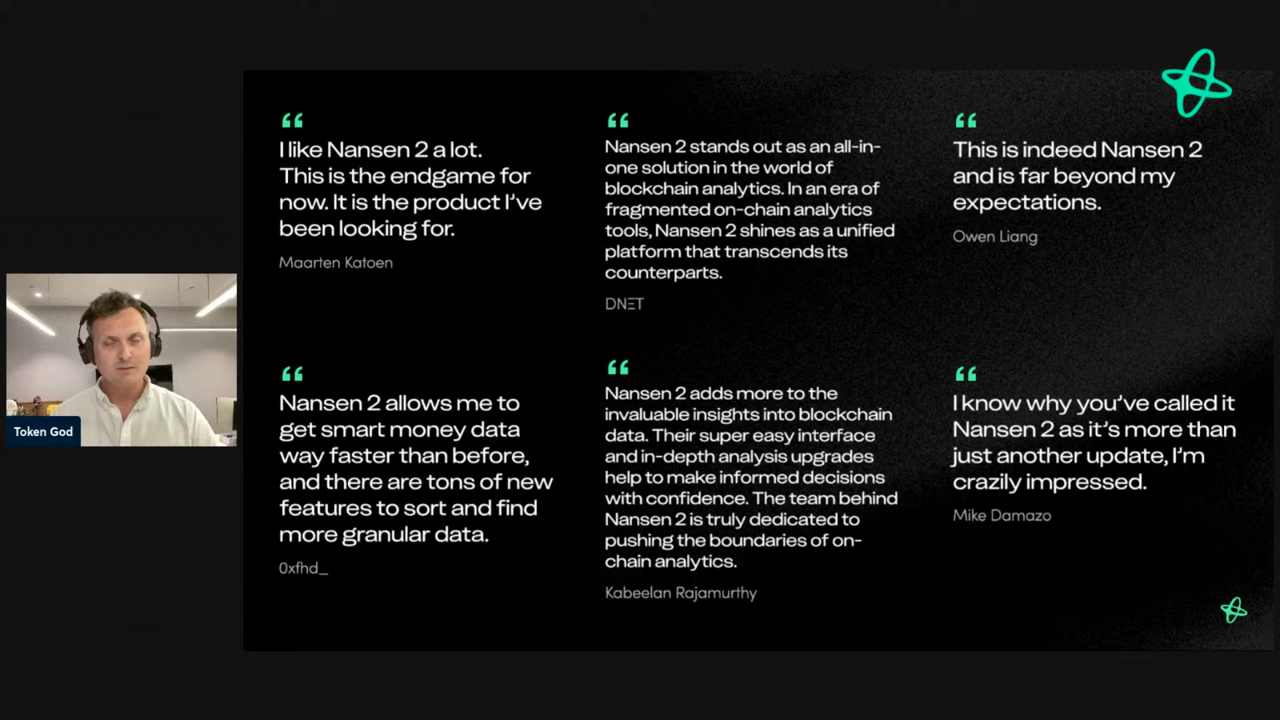 “
I like Nansen 2 a lot.
This is the endgame for
now. It is the product I’ve
been looking for.
Maarten Katoen
“
Nansen 2 stands out as an all-in-
one solution in the world of
blockchain analytics. In an era of
fragmented on-chain analytics
tools, Nansen 2 shines as a unified
platform that transcends its
counterparts.
DNET
“
This is indeed Nansen 2
and is far beyond my
expectations.
Owen Liang
“
Nansen 2 allows me to
get smart money data
way faster than before,
and there are tons of new
features to sort and find
more granular data.
0xfhd_
“
Nansen 2 adds more to the
invaluable insights into blockchain
data. Their super easy interface
and in-depth analysis upgrades
help to make informed decisions
with confidence. The team behind
Nansen 2 is truly dedicated to
pushing the boundaries of on-
chain analytics.
Kabeelan Rajamurthy
“
I know why you’ve called it
Nansen 2 as it’s more than
just another update, I’m
crazily impressed.
Mike Damazo
Token God